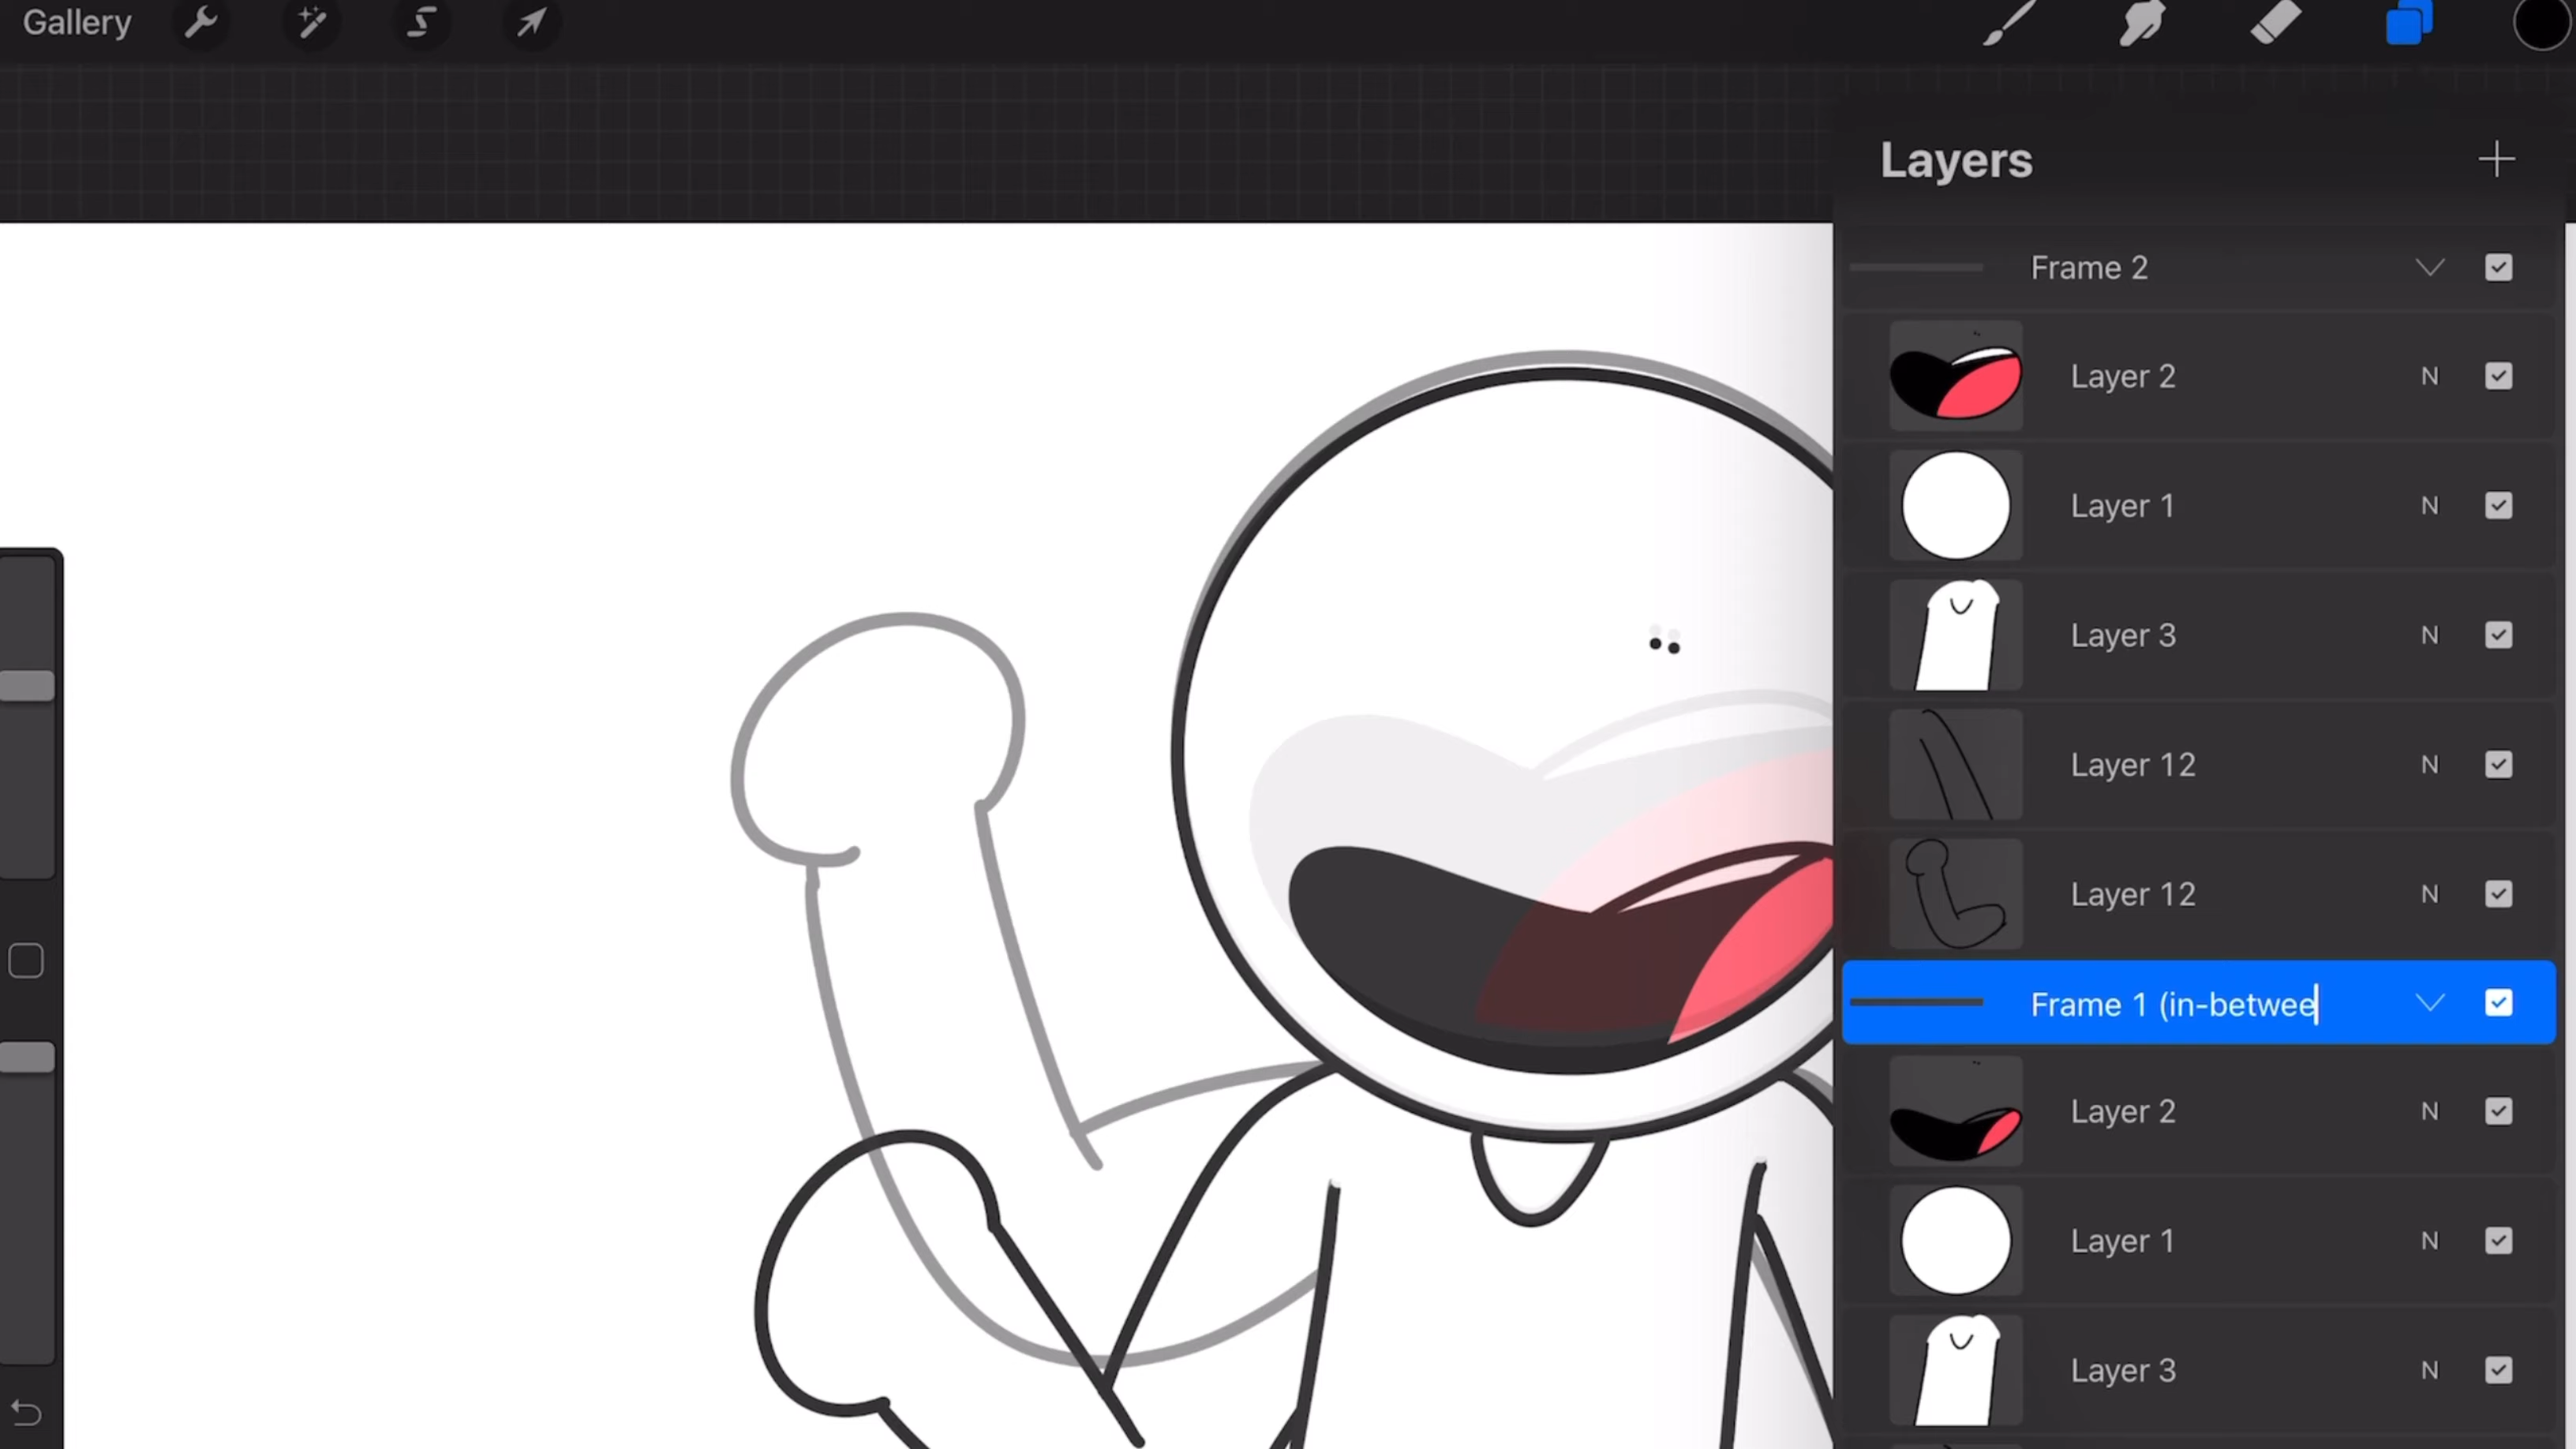 Gallery
Layers
Frame 2
Layer 2 N
Layer 1 N
Layer 3 N
Layer 12 N
Layer 12 N
Frame 1 (in-betwee
Layer 2 N
Layer 1 N
Layer 3 N